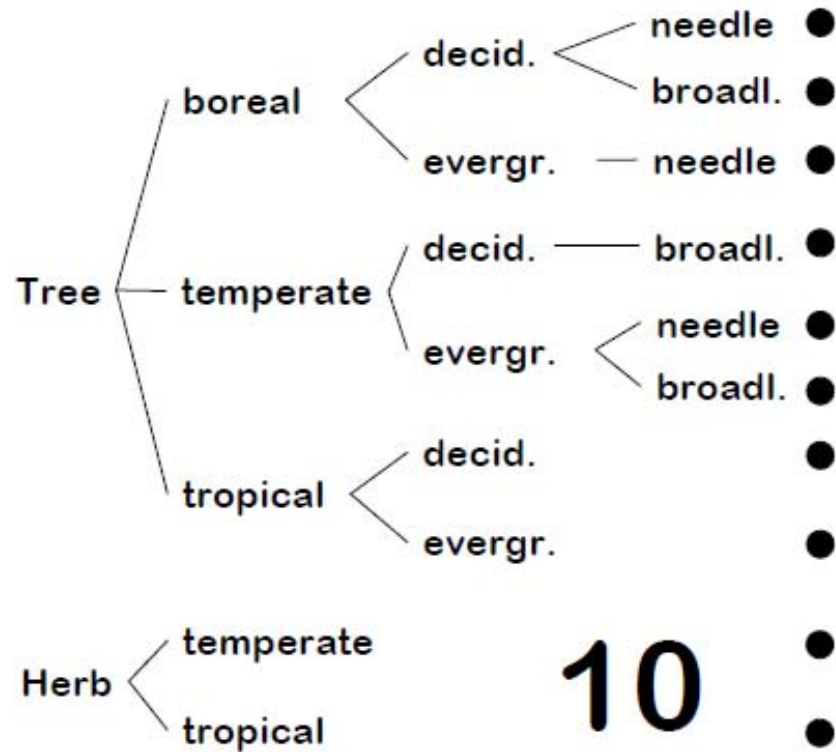 needle
decid.
broadl.
boreal
evergr. needle
decid. broadl.
Tree temperate
needle
evergr.
broadl.
decid.
tropical
evergr.
temperate
Herb
tropical
10